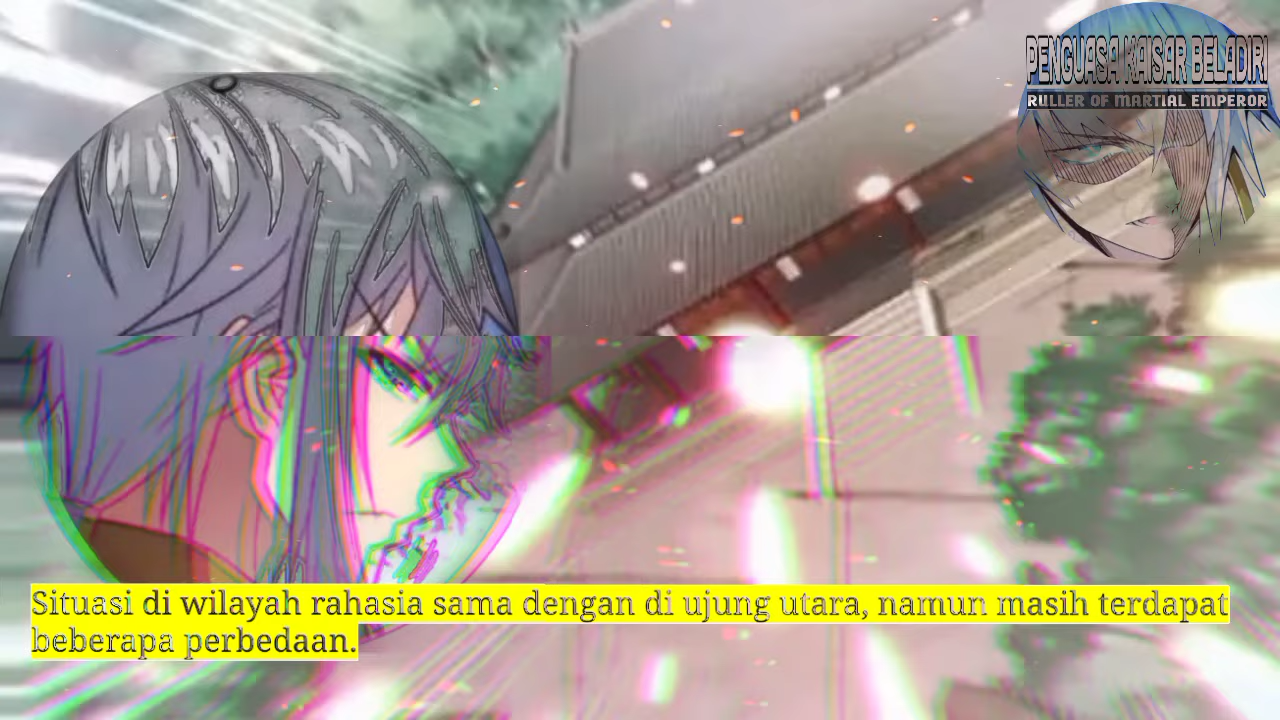 PENGUASA KAISAR BELADIRI
RULLER OF MARTIAL EMPEROR
Situasi di wilayah rahasia sama dengan di ujung utara, namun masih terdapat
beberapa perbedaan.